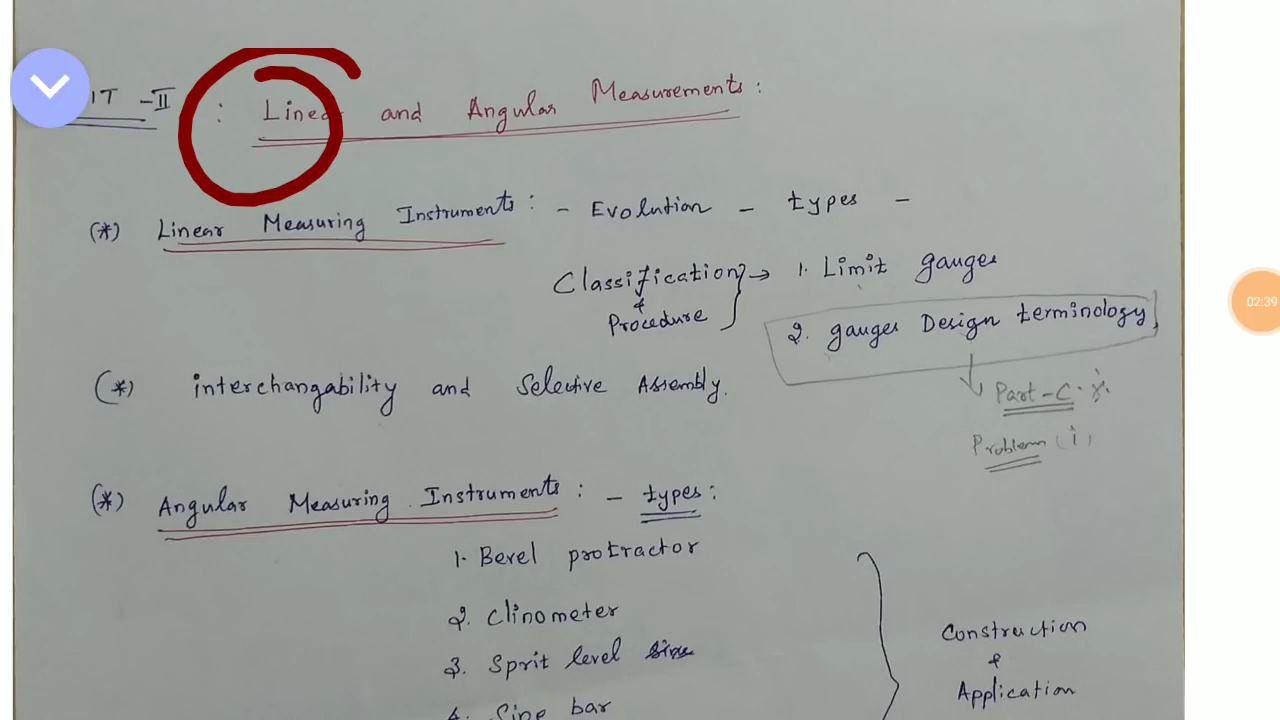 IT - II : Linear and Angular Measurements :
(*) Linear Measuring Instruments : - Evolution - types -
Classification → 1. Limit gauges
&
Procedure
2. gauges Design terminology
Part - C
Problem (i)
(*) interchangability and Selective Assembly.
(*) Angular Measuring Instruments : - types :
1. Bevel protractor
2. Clinometer
3. Sprit level
4. Sine bar
Construction
&
Application
02:39